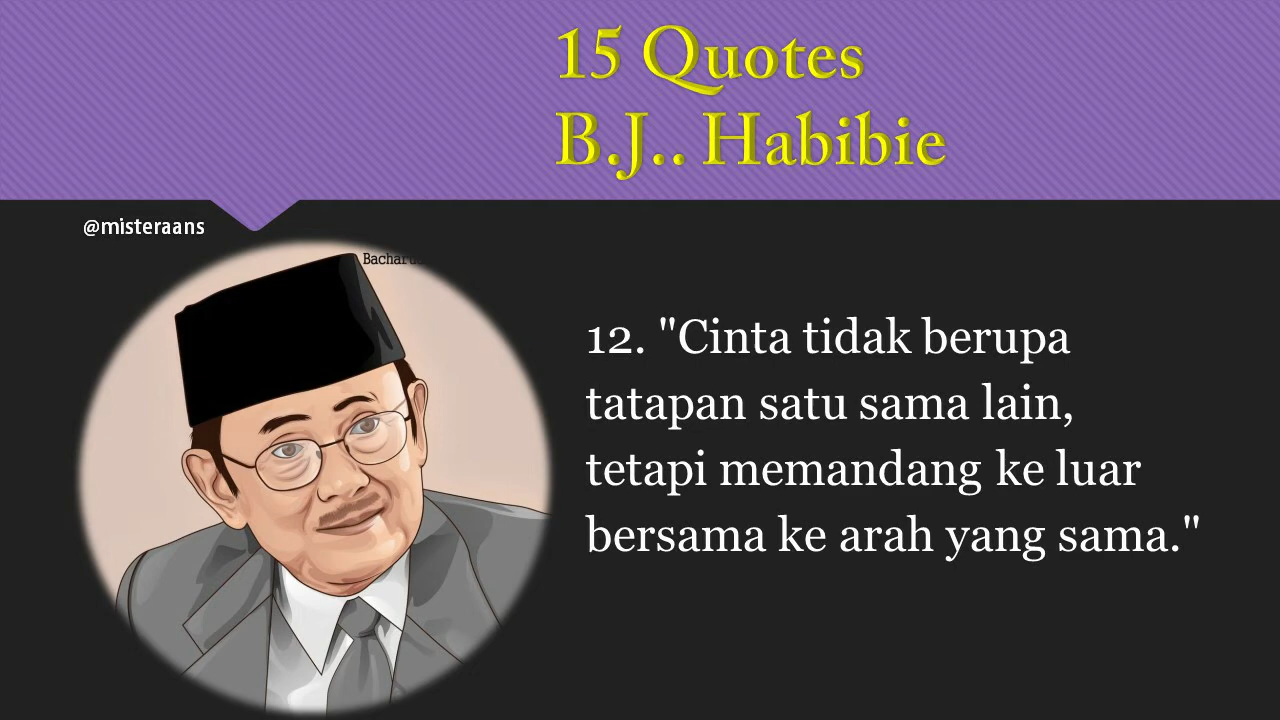 15 Quotes
B.J.. Habibie
@misteraans
12. "Cinta tidak berupa
tatapan satu sama lain,
tetapi memandang ke luar
bersama ke arah yang sama."